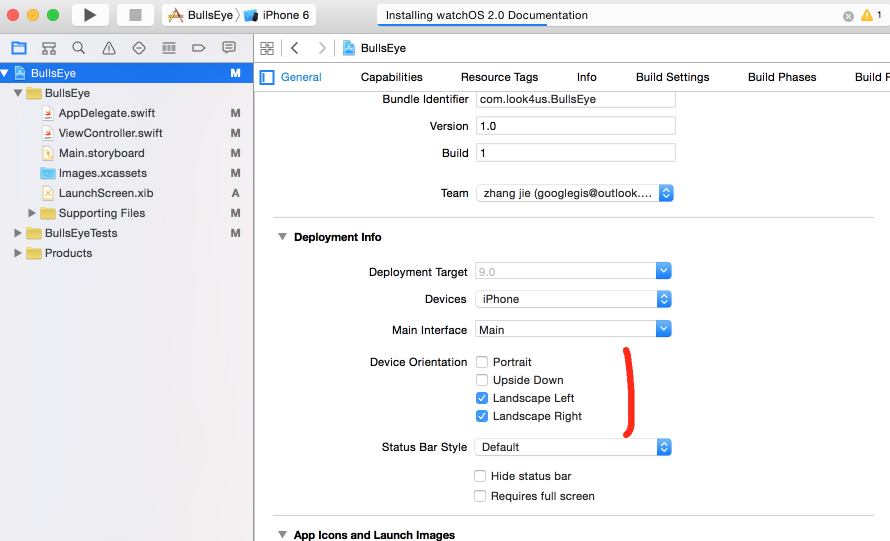 BullsEye iPhone 6 Installing watchOS 2.0 Documentation 1
BullsEye
General Capabilities Resource Tags Info Build Settings Build Phases Build R
BullsEye M
BullsEye
AppDelegate.swift M
ViewController.swift M
Main.storyboard M
Images.xcassets M
LaunchScreen.xib A
Supporting Files M
BullsEyeTests M
Products
Bundle Identifier com.look4us.BullsEye
Version 1.0
Build 1
Team zhang jie (googlegis@outlook....
Deployment Info
Deployment Target 9.0
Devices iPhone
Main Interface Main
Device Orientation Portrait
Upside Down
Landscape Left
Landscape Right
Status Bar Style Default
Hide status bar
Requires full screen
App Icons and Launch Images